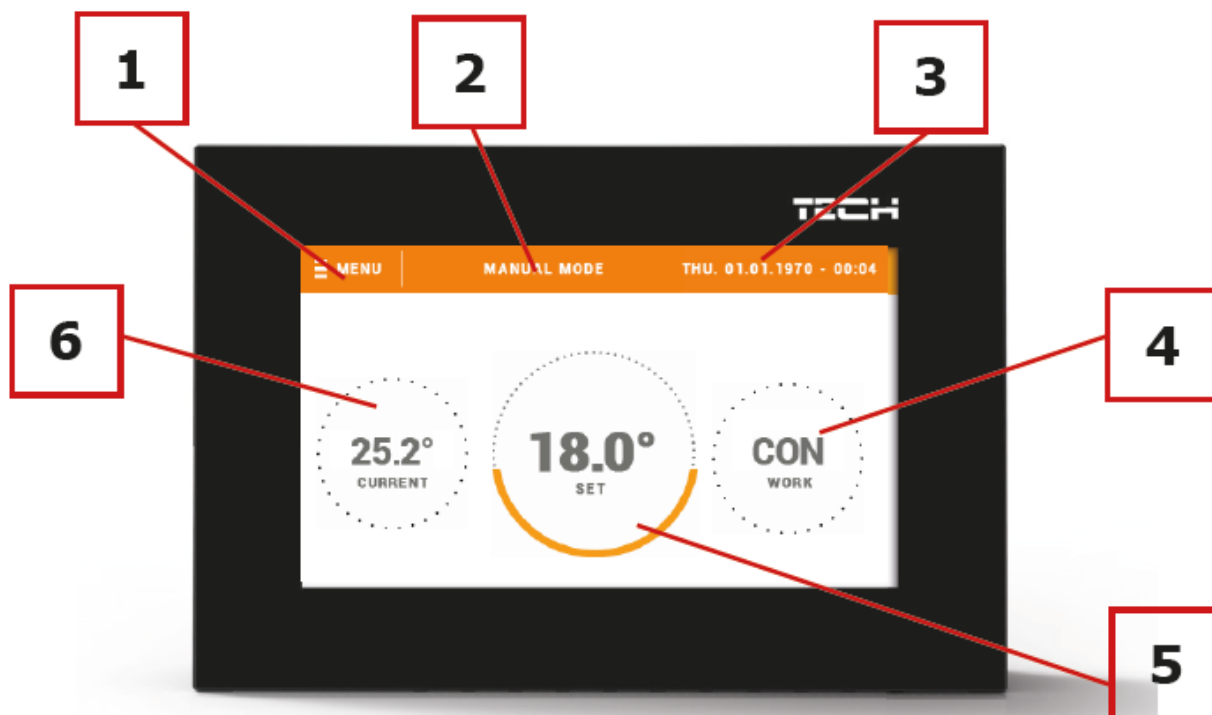 1
2
3
TECH
MENU
MANUAL MODE
THU. 01.01.1970 - 00:04
6
4
25.2°
CURRENT
18.0°
SET
CON
WORK
5